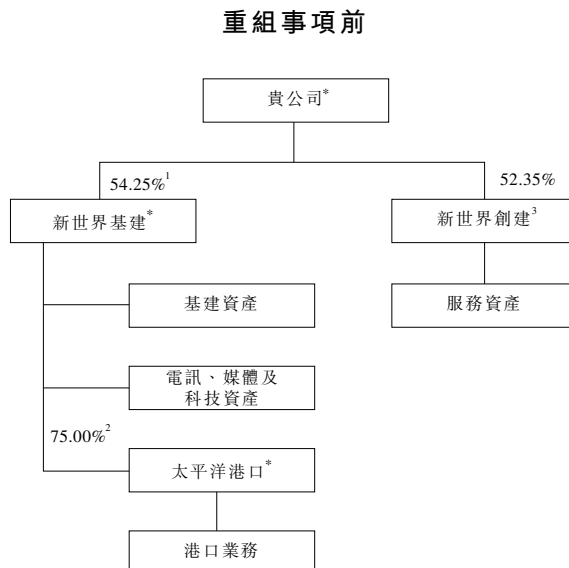 重組事項前
貴公司*
54.25%1
52.35%
新世界基建*
新世界創建3
基建資產
服務資產
電訊、媒體及
科技資產
75.00%2
太平洋港口*
港口業務